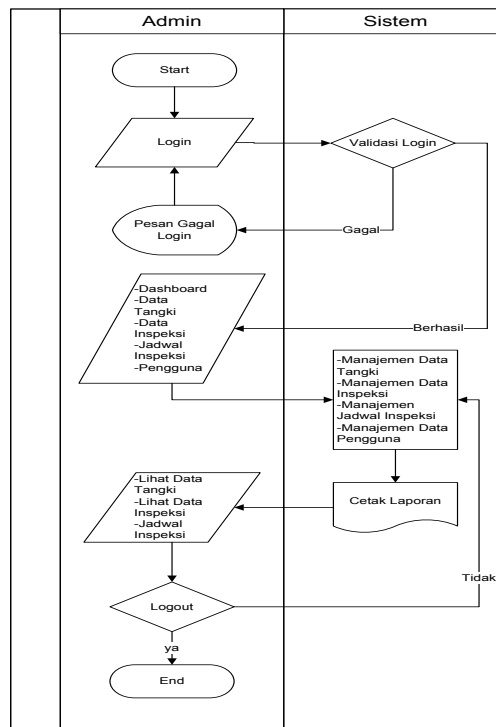 Admin
Sistem
Start
Login
Validasi Login
Pesan Gagal
Login
Gagal
-Dashboard
-Data
Tangki
-Data
Inspeksi
-Jadwal
Inspeksi
-Pengguna
Berhasil
-Manajemen Data
Tangki
-Manajemen Data
Inspeksi
-Manajemen
Jadwal Inspeksi
-Manajemen Data
Pengguna
Cetak Laporan
-Lihat Data
Tangki
-Lihat Data
Inspeksi
-Jadwal
Inspeksi
Tidak
Logout
ya
End